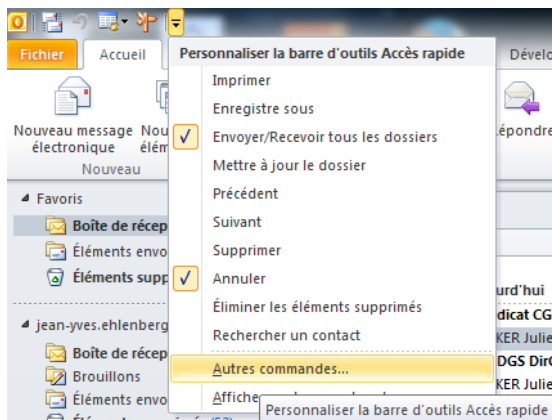 Fichier
Accueil
Personnaliser la barre d'outils Accès rapide
Nouveau message
électronique
Nouveau
Imprimer
Enregistre sous
Envoyer/Recevoir tous les dossiers
Mettre à jour le dossier
Précédent
Suivant
Supprimer
Annuler
Éliminer les éléments supprimés
Rechercher un contact
Autres commandes...
Personnaliser la barre d'outils Accès rapide
Favoris
Boîte de récep
Éléments envo
Éléments supp
jean-yves.ehlenberg
Boîte de récep
Brouillons
Éléments envo
Dévelo
épondre
urd'hui
dicat CG
KER Julie
DGS Dir
KER Julie